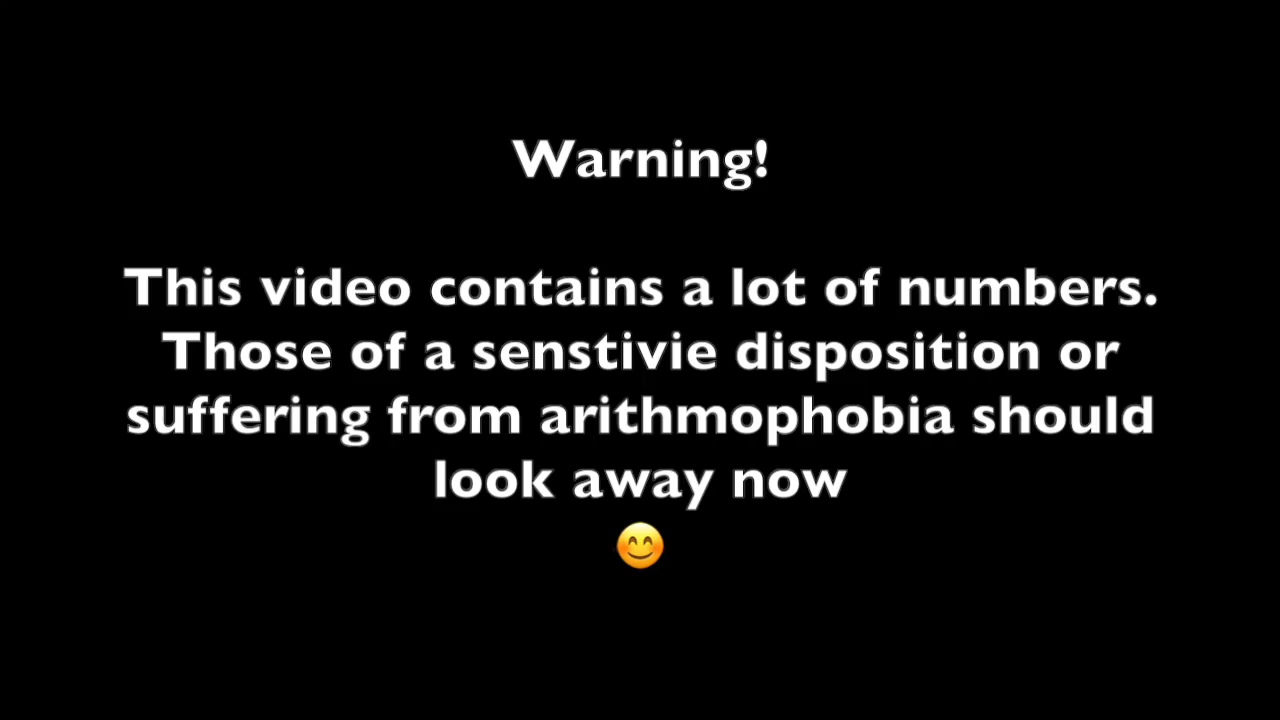 Warning!
This video contains a lot of numbers.
Those of a senstivie disposition or
suffering from arithmophobia should
look away now
😊